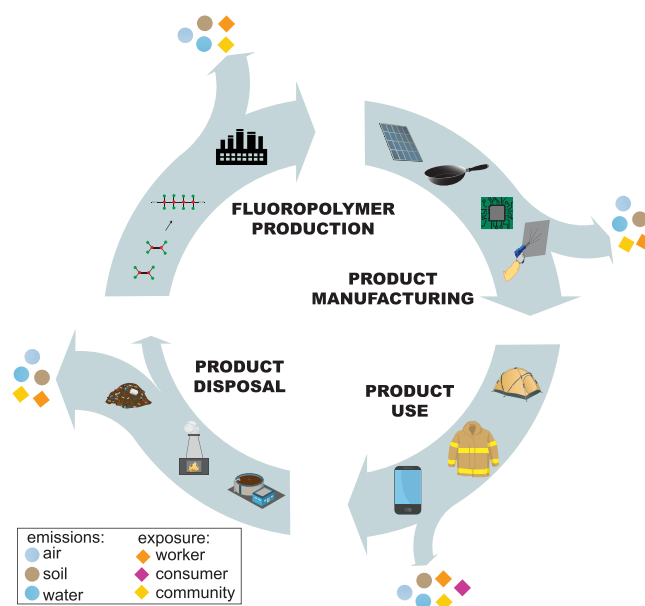 FLUOROPOLYMER
PRODUCTION
PRODUCT
MANUFACTURING
PRODUCT
DISPOSAL
PRODUCT
USE
emissions:
air
soil
water
exposure:
worker
consumer
community